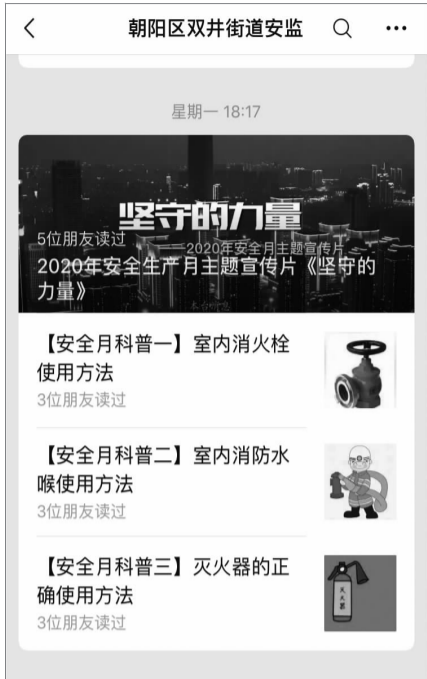 朝阳区双井街道安监
星期一 18:17
坚守的力量
5位朋友读过
2020年安全月主题宣传片
2020年安全生产月主题宣传片《坚守的
力量》
【安全月科普一】室内消火栓
使用方法
3位朋友读过
【安全月科普二】室内消防水
喉使用方法
3位朋友读过
【安全月科普三】灭火器的正
确使用方法
3位朋友读过
灭火器